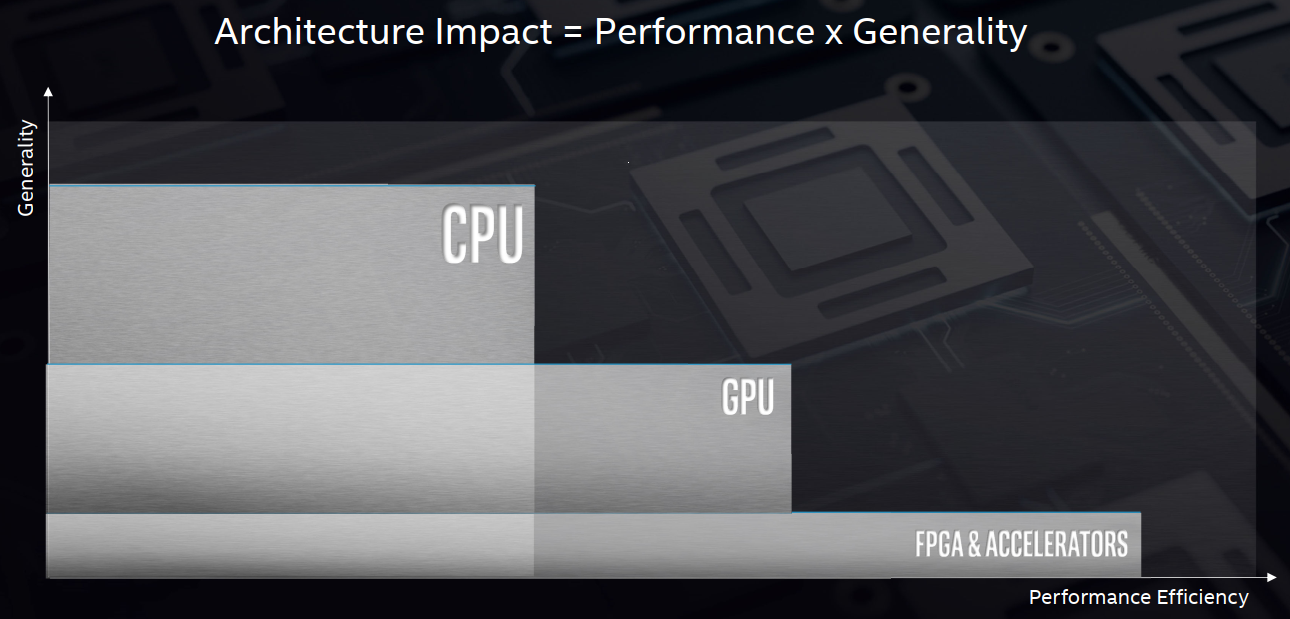 Architecture Impact = Performance x Generality
Generality
CPU
GPU
FPGA & ACCELERATORS
Performance Efficiency